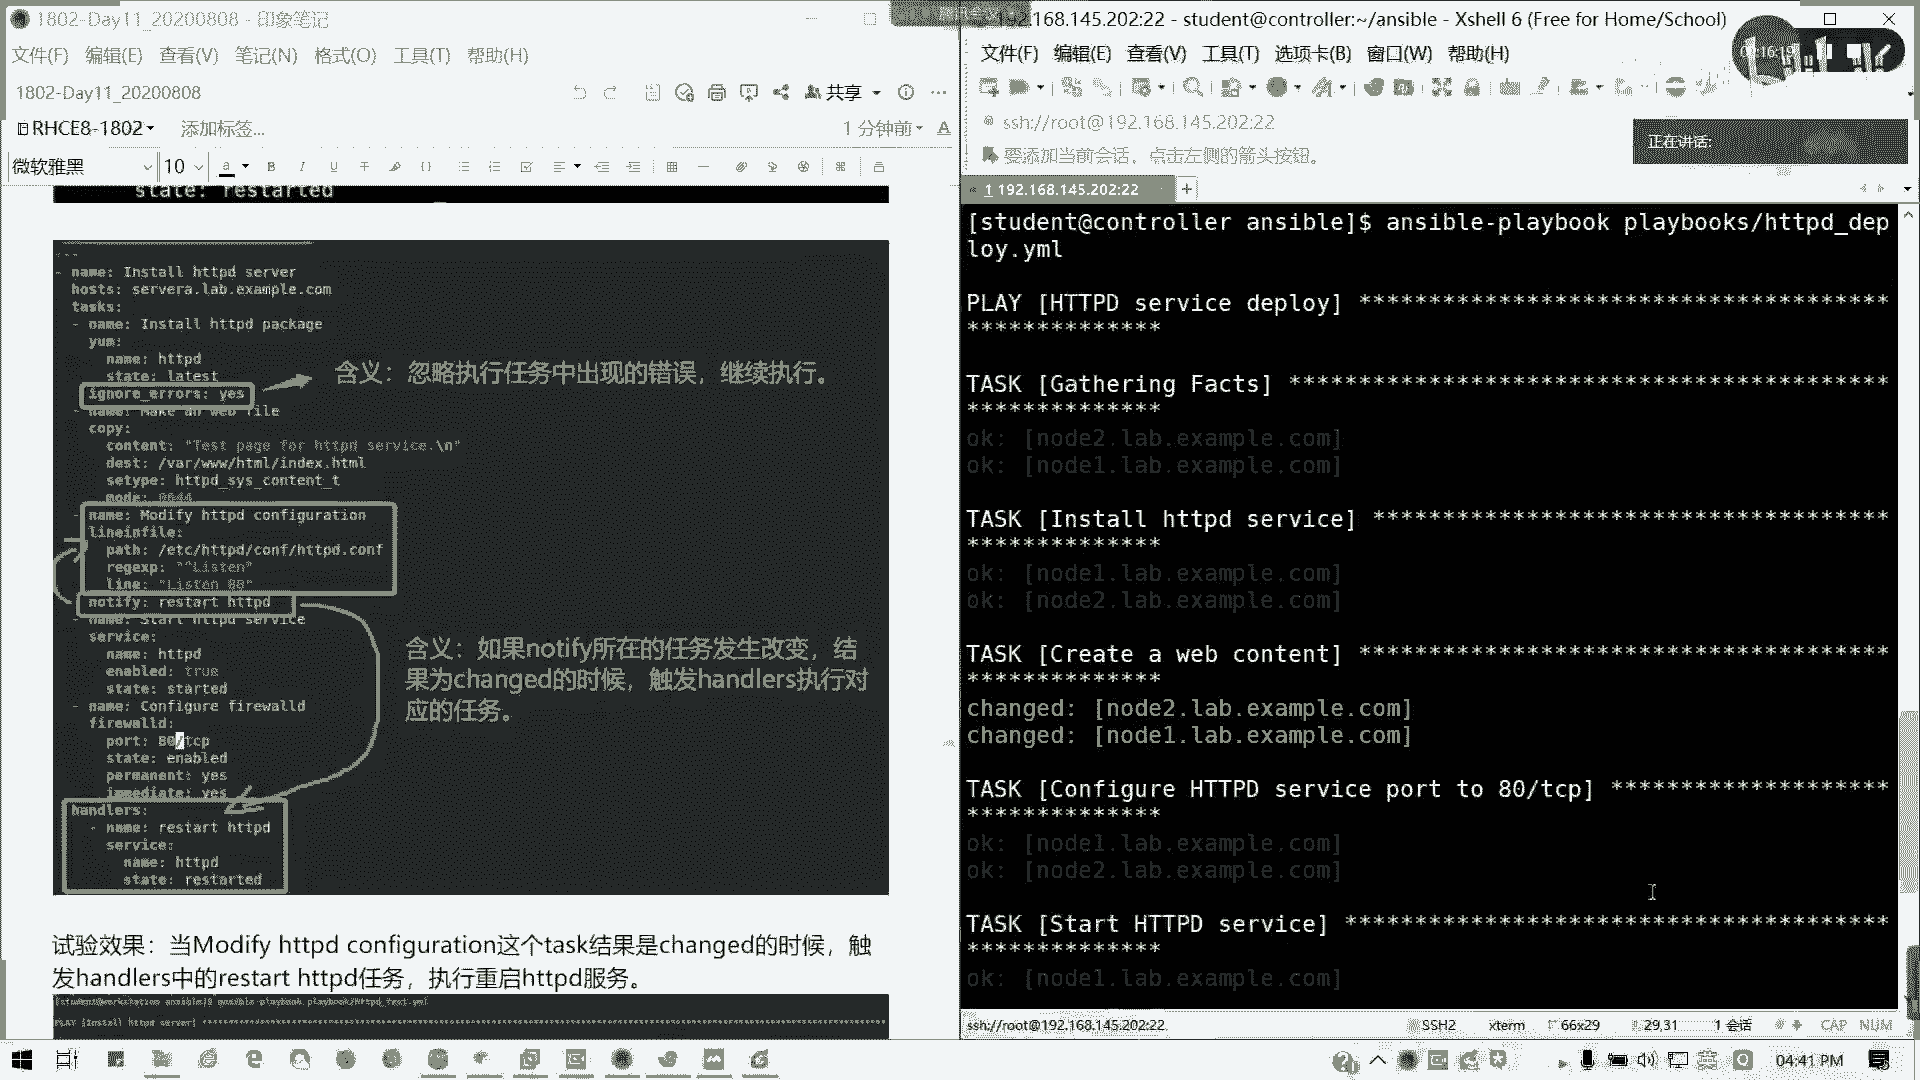 1802-Day11_20200808 - 印象笔记
文件(F) 编辑(E) 查看(V) 笔记(N) 格式(O) 工具(T) 帮助(H)
1802-Day11_20200808
共享
RHCE8-1802
添加标签...
1 分钟前
微软雅黑
10
state: restarted
---
- name: Install httpd server
hosts: servera.lab.example.com
tasks:
- name: Install httpd package
yum:
name: httpd
state: latest
ignore_errors: yes
含义：忽略执行任务中出现的错误，继续执行。
- name: Make an web file
copy:
content: "Test page for httpd service.\n"
dest: /var/www/html/index.html
setype: httpd_sys_content_t
mode: 0644
- name: Modify httpd configuration
lineinfile:
path: /etc/httpd/conf/httpd.conf
regexp: "^Listen"
line: "Listen 80"
notify: restart httpd
- name: Start httpd service
service:
name: httpd
enabled: true
state: started
- name: Configure firewalld
firewalld:
port: 80/tcp
state: enabled
permanent: yes
immediate: yes
含义：如果notify所在的任务发生改变，结
果为changed的时候，触发handlers执行对
应的任务。
handlers:
- name: restart httpd
service:
name: httpd
state: restarted
试验效果：当Modify httpd configuration这个task结果是changed的时候，触
发handlers中的restart httpd任务，执行重启httpd服务。
[student@workstation ansible]$ ansible-playbook playbook/httpd_test.yml
PLAY [Install httpd server] ****
192.168.145.202:22 - student@controller:~/ansible - Xshell 6 (Free for Home/School)
文件(F) 编辑(E) 查看(V) 工具(T) 选项卡(B) 窗口(W) 帮助(H)
ssh://root@192.168.145.202:22
要添加当前会话，点击左侧的箭头按钮。
正在讲话:
1 192.168.145.202:22
[student@controller ansible]$ ansible-playbook playbooks/httpd_dep
loy.yml
PLAY [HTTPD service deploy] ***************************************
**************
TASK [Gathering Facts] ********************************************
**************
ok: [node2.lab.example.com]
ok: [node1.lab.example.com]
TASK [Install httpd service] **************************************
**************
ok: [node1.lab.example.com]
ok: [node2.lab.example.com]
TASK [Create a web content] ***************************************
**************
changed: [node2.lab.example.com]
changed: [node1.lab.example.com]
TASK [Configure HTTPD service port to 80/tcp] *********************
**************
ok: [node1.lab.example.com]
ok: [node2.lab.example.com]
TASK [Start HTTPD service] ****************************************
**************
ok: [node1.lab.example.com]
ssh://root@192.168.145.202:22
SSH2 xterm 66x29 29,31 1 会话 CAP NUM
04:41 PM